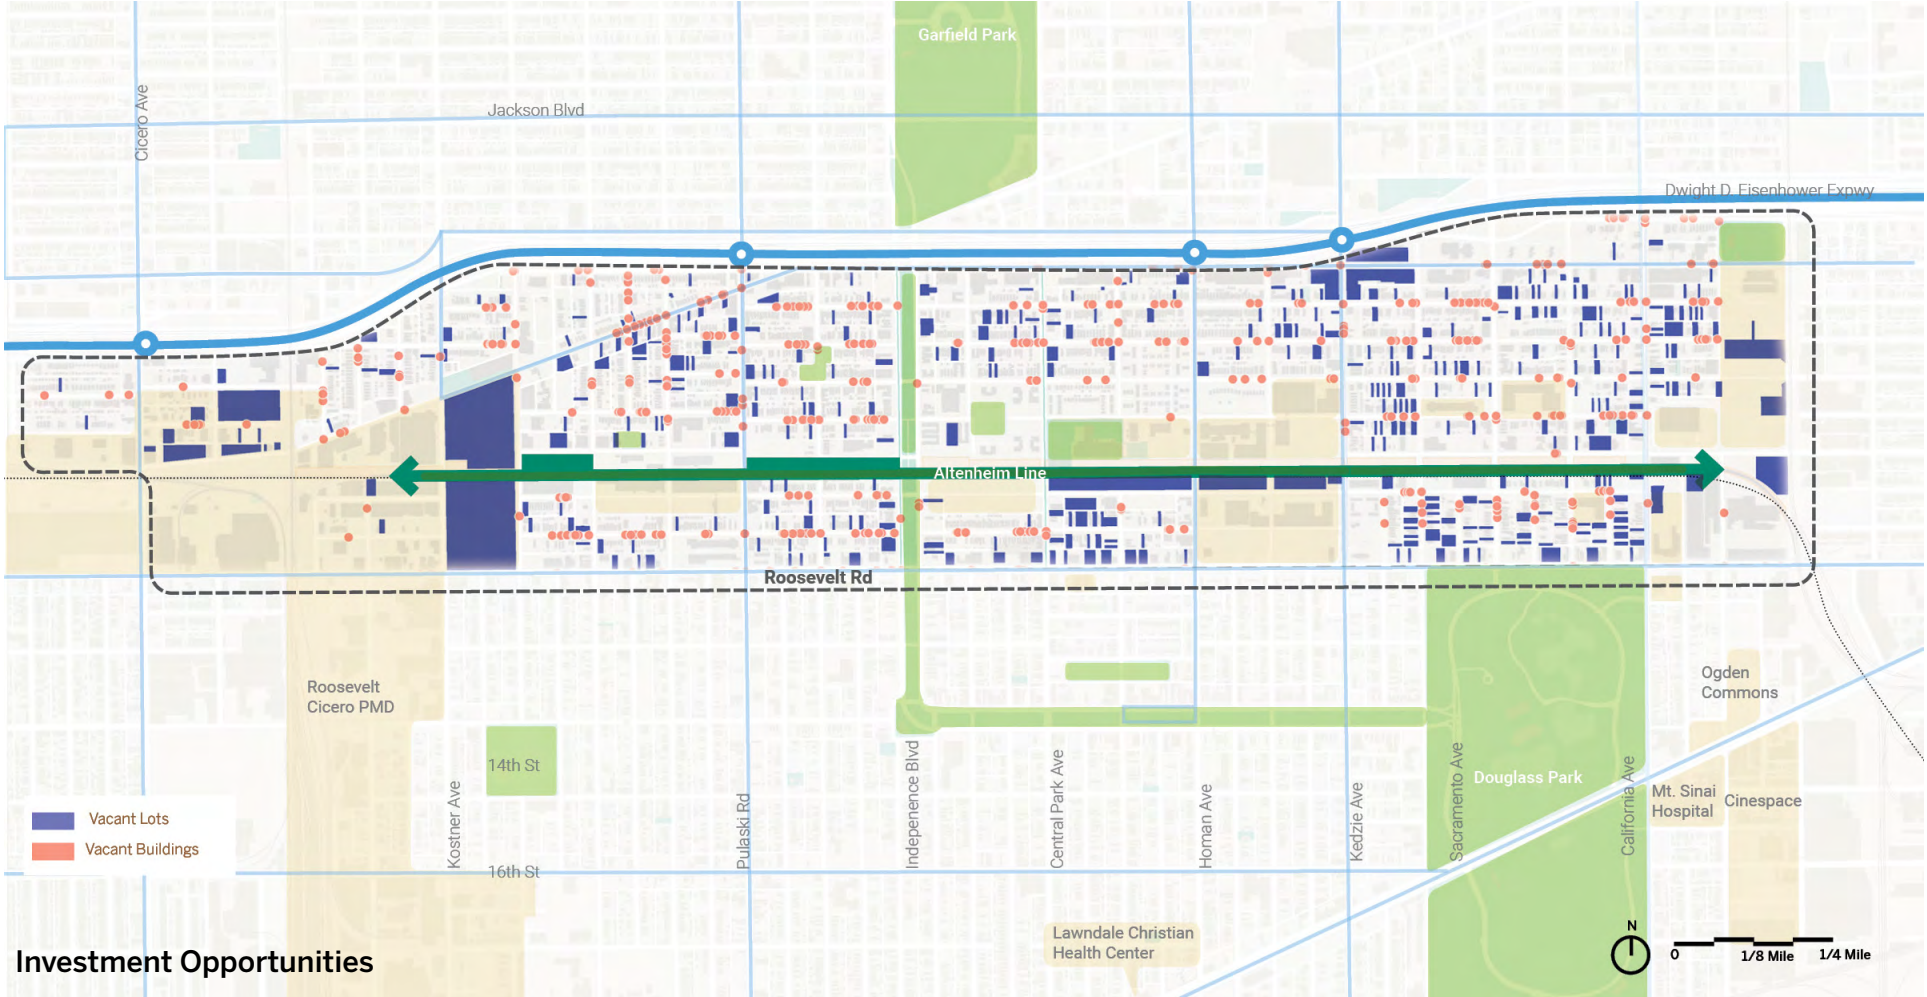 Garfield Park
Jackson Blvd
Cicero Ave
Dwight D. Eisenhower Expwy
Altenheim Line
Roosevelt Rd
Roosevelt
Cicero PMD
Ogden
Commons
14th St
Kostner Ave
Pulaski Rd
Indepenence Blvd
Central Park Ave
Homan Ave
Kedzie Ave
Sacramento Ave
Douglass Park
California Ave
Mt. Sinai
Hospital
Cinespace
Vacant Lots
Vacant Buildings
16th St
Lawndale Christian
Health Center
N
0
1/8 Mile
1/4 Mile
Investment Opportunities